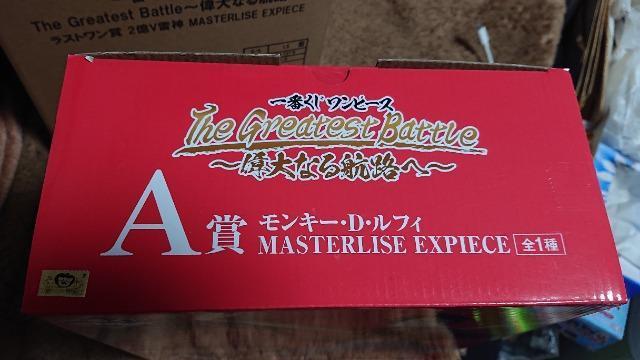 The Greatest Battle～偉大なる航路
ラストワン賞 2億V雷神 MASTERLISE EXPIECE
一番くじ ワンピース
The Greatest Battle
～偉大なる航路へ～
A賞
モンキー・D・ルフィ
MASTERLISE EXPIECE 全1種